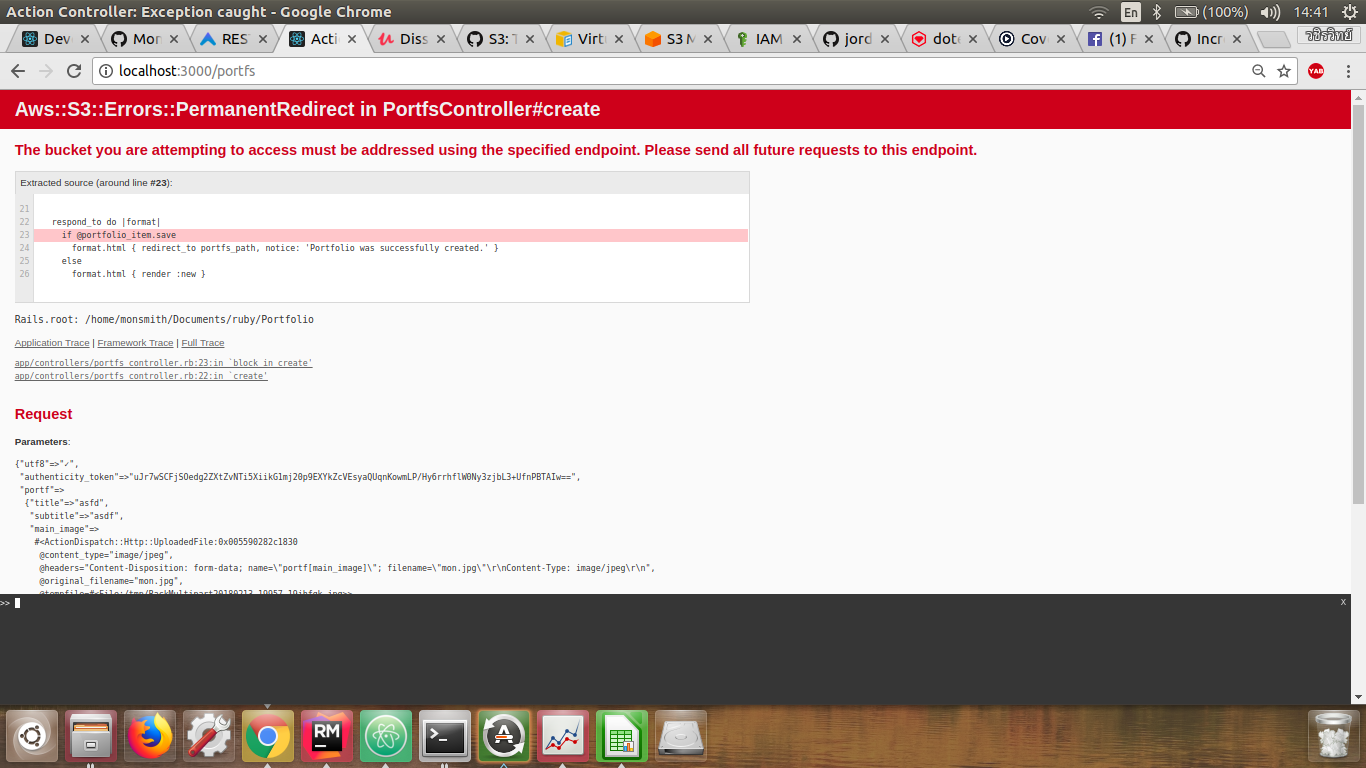 Action Controller: Exception caught - Google Chrome
En (100%) 14:41
Dev Mor RES Acti Diss S3: T Virtu S3 M IAM jord dote Cov (1) F Incr วชิรวิทย์
localhost:3000/portfs
YAB
Aws::S3::Errors::PermanentRedirect in PortfsController#create
The bucket you are attempting to access must be addressed using the specified endpoint. Please send all future requests to this endpoint.
Extracted source (around line #23):
21
22 respond_to do |format|
23 if @portfolio_item.save
24 format.html { redirect_to portfs_path, notice: 'Portfolio was successfully created.' }
25 else
26 format.html { render :new }
Rails.root: /home/monsmith/Documents/ruby/Portfolio
Application Trace | Framework Trace | Full Trace
app/controllers/portfs_controller.rb:23:in `block in create'
app/controllers/portfs_controller.rb:22:in `create'
Request
Parameters:
{"utf8"=>"✓",
"authenticity_token"=>"uJr7wSCFjSOedg2ZXtZvNTi5XiikG1mj20p9EXYkZcVEsyaQUqnKowmLP/Hy6rrhflW0Ny3zjbL3+UfnPBTAIw==",
"portf"=>
{"title"=>"asfd",
"subtitle"=>"asdf",
"main_image"=>
#<ActionDispatch::Http::UploadedFile:0x005590282c1830
@content_type="image/jpeg",
@headers="Content-Disposition: form-data; name=\"portf[main_image]\"; filename=\"mon.jpg\"\r\nContent-Type: image/jpeg\r\n",
@original_filename="mon.jpg",
>> x
RM